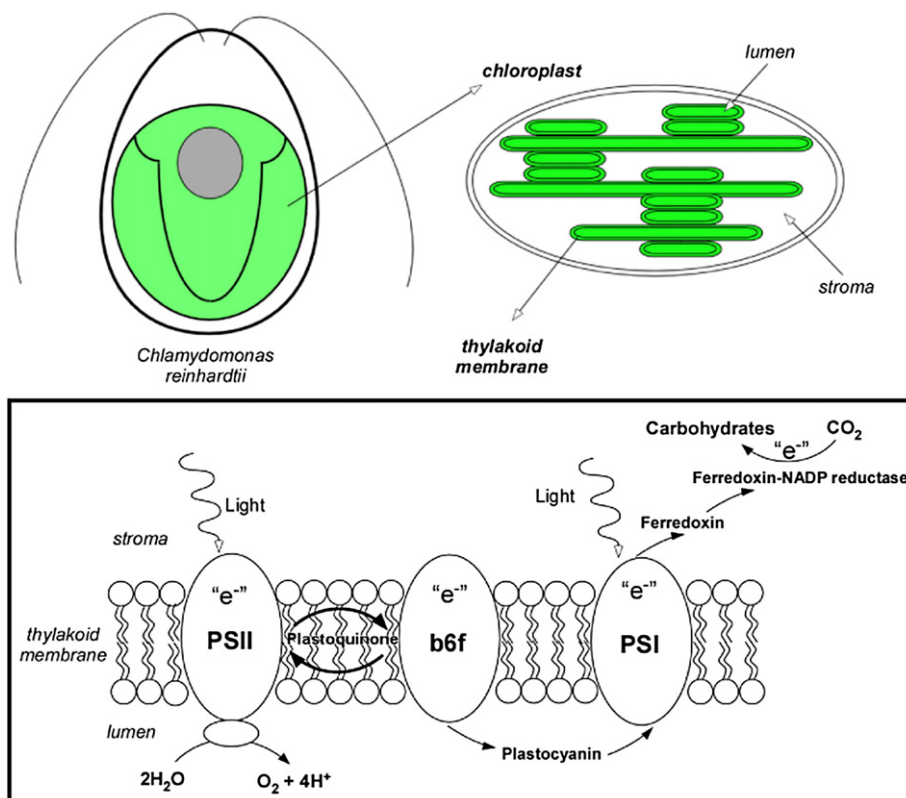 chloroplast
lumen
stroma
thylakoid
membrane
Chlamydomonas
reinhardtii
Carbohydrates
CO₂
“e⁻”
Ferredoxin-NADP reductase
Light
Light
Ferredoxin
stroma
“e⁻”
“e⁻”
“e⁻”
thylakoid
membrane
PSII
Plastoquinone
b6f
PSI
lumen
Plastocyanin
2H₂O
O₂ + 4H⁺